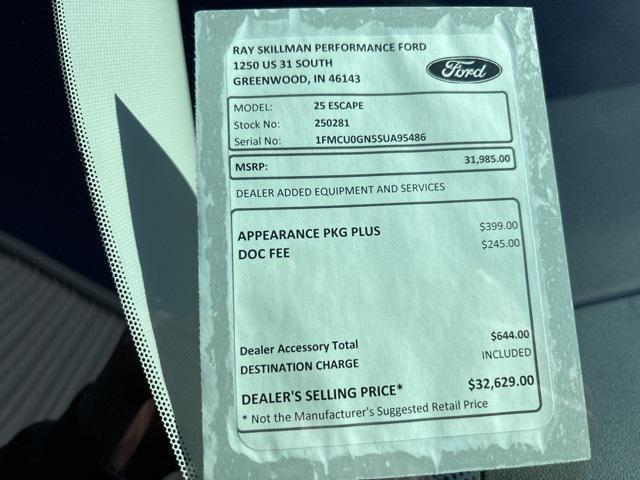 RAY SKILLMAN PERFORMANCE FORD
1250 US 31 SOUTH
GREENWOOD, IN 46143
Ford
MODEL: 25 ESCAPE
Stock No: 250281
Serial No: 1FMCU0GN5SUA95486
MSRP: 31,985.00
DEALER ADDED EQUIPMENT AND SERVICES
APPEARANCE PKG PLUS $399.00
DOC FEE $245.00
Dealer Accessory Total $644.00
DESTINATION CHARGE INCLUDED
DEALER'S SELLING PRICE* $32,629.00
* Not the Manufacturer's Suggested Retail Price